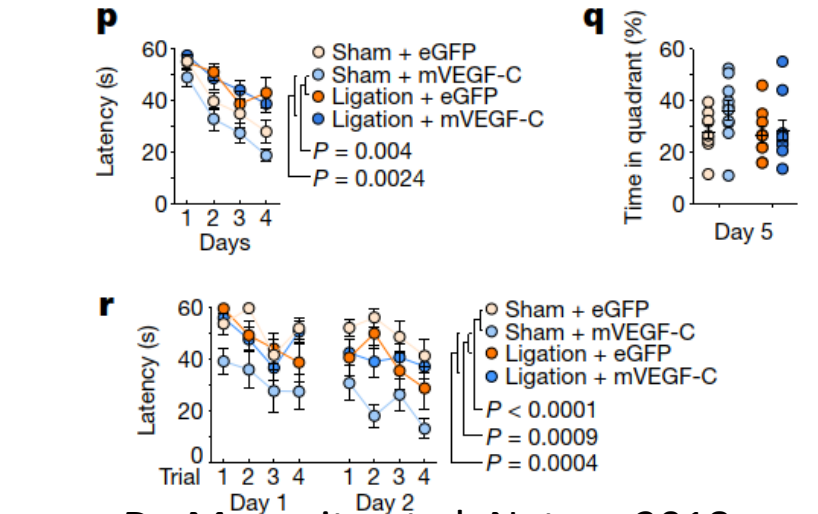 p
Latency (s)
60
40
20
0
1 2 3 4
Days
Sham + eGFP
Sham + mVEGF-C
Ligation + eGFP
Ligation + mVEGF-C
P = 0.004
P = 0.0024
q
Time in quadrant (%)
60
40
20
0
Day 5
r
Latency (s)
60
40
20
0
Trial 1 2 3 4 1 2 3 4
Day 1 Day 2
Sham + eGFP
Sham + mVEGF-C
Ligation + eGFP
Ligation + mVEGF-C
P < 0.0001
P = 0.0009
P = 0.0004